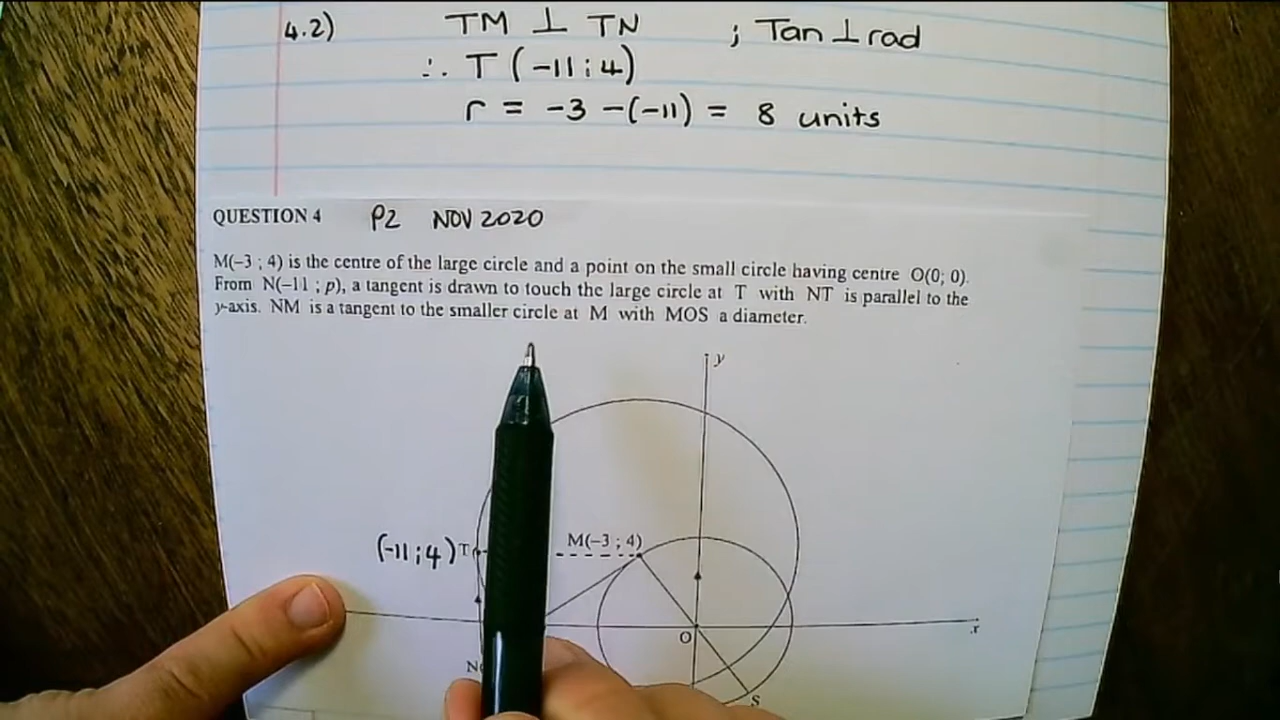 4.2) TM ⊥ TN ; Tan ⊥ rad
∴ T (-11 ; 4)
r = -3 -(-11) = 8 units
QUESTION 4 P2 NOV 2020
M(−3 ; 4) is the centre of the large circle and a point on the small circle having centre O(0; 0).
From N(−11 ; p), a tangent is drawn to touch the large circle at T with NT is parallel to the
y-axis. NM is a tangent to the smaller circle at M with MOS a diameter.
y
M(−3 ; 4)
(-11 ; 4) T
x
O
N
S